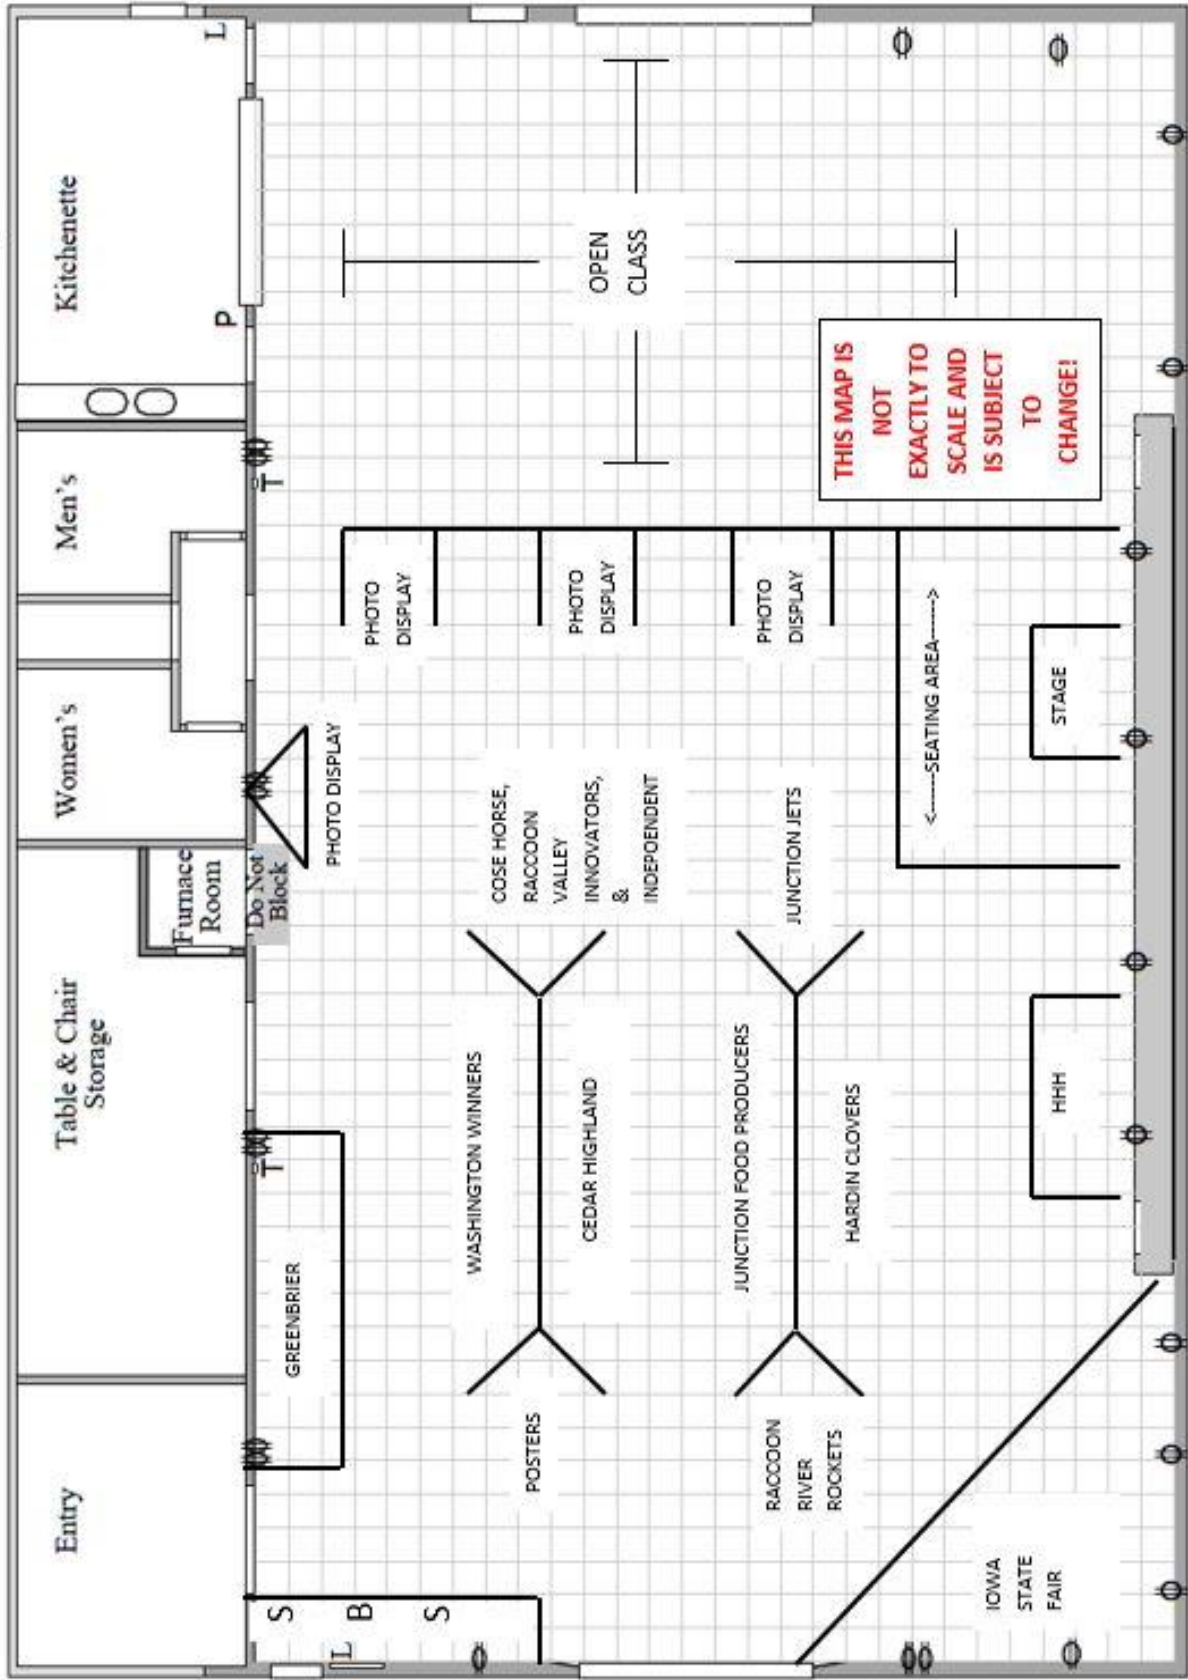 Entry
Table & Chair
Storage
Furnace
Room
Do Not
Block
Women's
Men's
Kitchenette
L
P
T
T
S
B
S
L
GREENBRIER
PHOTO DISPLAY
PHOTO
DISPLAY
PHOTO
DISPLAY
PHOTO
DISPLAY
POSTERS
WASHINGTON WINNERS
CEDAR HIGHLAND
COSE HORSE,
RACCOON
VALLEY
INNOVATORS,
&
INDEPOENDENT
OPEN
CLASS
RACCOON
RIVER
ROCKETS
JUNCTION FOOD PRODUCERS
HARDIN CLOVERS
JUNCTION JETS
<------SEATING AREA------>
THIS MAP IS
NOT
EXACTLY TO
SCALE AND
IS SUBJECT
TO
CHANGE!
IOWA
STATE
FAIR
HHH
STAGE